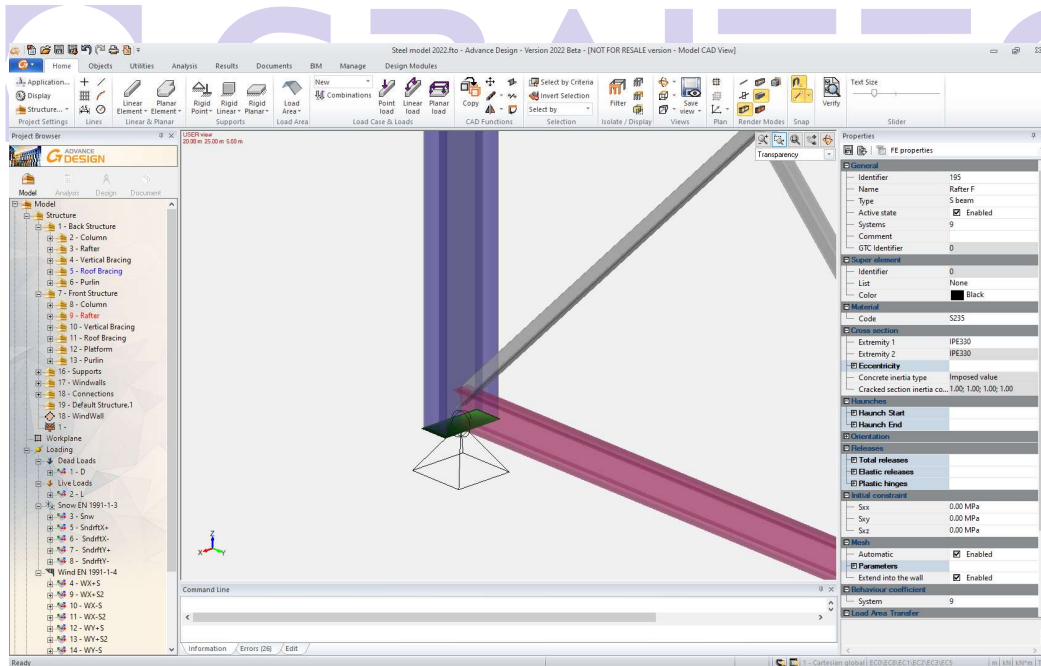 GRAITEC
Steel model 2022.fto - Advance Design - Version 2022 Beta - [NOT FOR RESALE version - Model CAD View]
Home Objects Utilities Analysis Results Documents BIM Manage Design Modules
Application...
Display
Structure...
Project Settings
Lines
Linear Element
Planar Element
Linear & Planar
Rigid Point
Rigid Linear
Rigid Planar
Supports
Load Area
Load Area
New
Combinations
Point load
Linear load
Planar load
Load Case & Loads
Copy
CAD Functions
Select by Criteria
Invert Selection
Select by
Selection
Filter
Isolate / Display
Save view
Views
Plan
Render Modes
Snap
Verify
Text Size
Slider
Project Browser
ADVANCE
DESIGN
Model Analysis Design Document
Model
Structure
1 - Back Structure
2 - Column
3 - Rafter
4 - Vertical Bracing
5 - Roof Bracing
6 - Purlin
7 - Front Structure
8 - Column
9 - Rafter
10 - Vertical Bracing
11 - Roof Bracing
12 - Platform
13 - Purlin
16 - Supports
17 - Windwalls
18 - Connections
19 - Default Structure.1
18 - WindWall
1 -
Workplane
Loading
Dead Loads
1 - D
Live Loads
2 - L
Snow EN 1991-1-3
3 - Snw
5 - SndrftX+
6 - SndrftX-
7 - SndrftY+
8 - SndrftY-
Wind EN 1991-1-4
4 - WX+S
9 - WX+S2
10 - WX-S
11 - WX-S2
12 - WY+S
13 - WY+S2
14 - WY-S
USER view
20.00 m 25.00 m 5.00 m
Transparency
Z
X Y
Command Line
Information Errors (26) Edit
Properties
FE properties
General
Identifier 195
Name Rafter F
Type S beam
Active state Enabled
Systems 9
Comment
GTC Identifier 0
Super element
Identifier 0
List None
Color Black
Material
Code S235
Cross section
Extremity 1 IPE330
Extremity 2 IPE330
Eccentricity
Concrete inertia type Imposed value
Cracked section inertia co... 1.00; 1.00; 1.00; 1.00
Haunches
Haunch Start
Haunch End
Orientation
Releases
Total releases
Elastic releases
Plastic hinges
Initial constraint
Sxx 0.00 MPa
Sxy 0.00 MPa
Sxz 0.00 MPa
Mesh
Automatic Enabled
Parameters
Extend into the wall Enabled
Behaviour coefficient
System 9
Load Area Transfer
Ready
1 - Cartesian global EC0\EC8\EC1\EC2\EC3\EC5 m kN kN*m